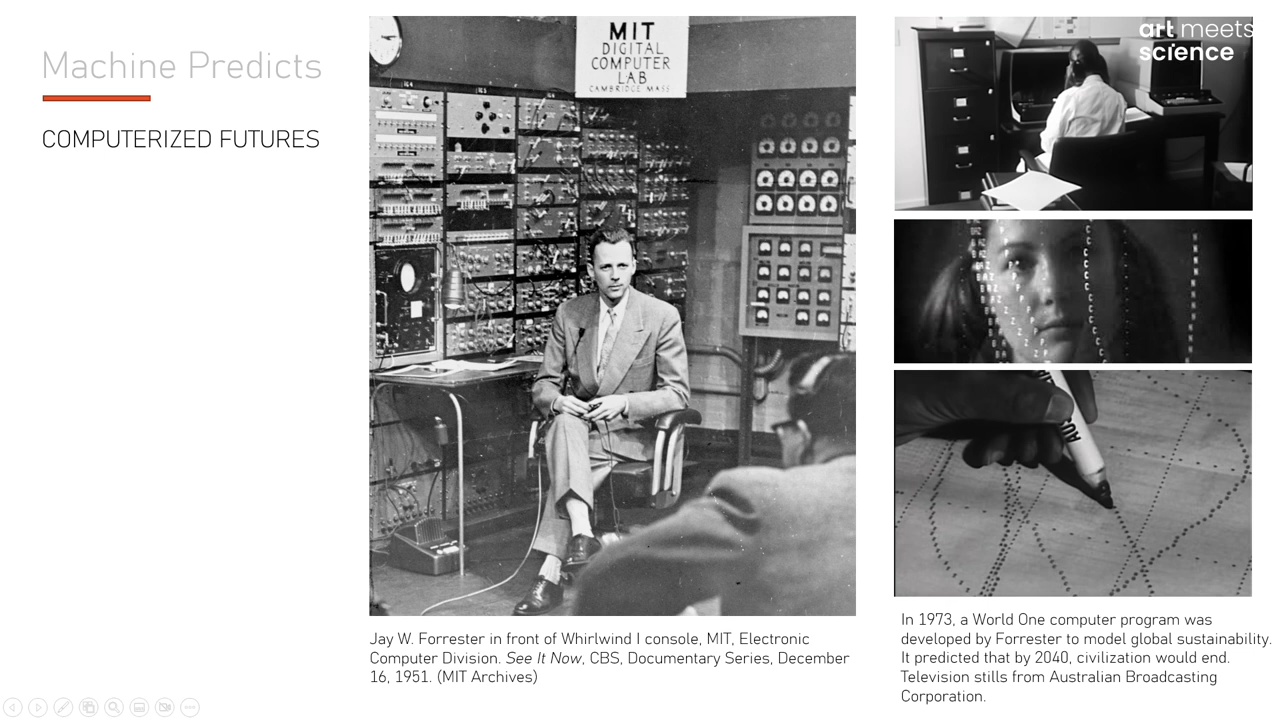 Machine Predicts
COMPUTERIZED FUTURES
MIT
DIGITAL
COMPUTER
LAB
CAMBRIDGE MASS
Jay W. Forrester in front of Whirlwind I console, MIT, Electronic
Computer Division. See It Now, CBS, Documentary Series, December
16, 1951. (MIT Archives)
art meets
science
In 1973, a World One computer program was
developed by Forrester to model global sustainability.
It predicted that by 2040, civilization would end.
Television stills from Australian Broadcasting
Corporation.